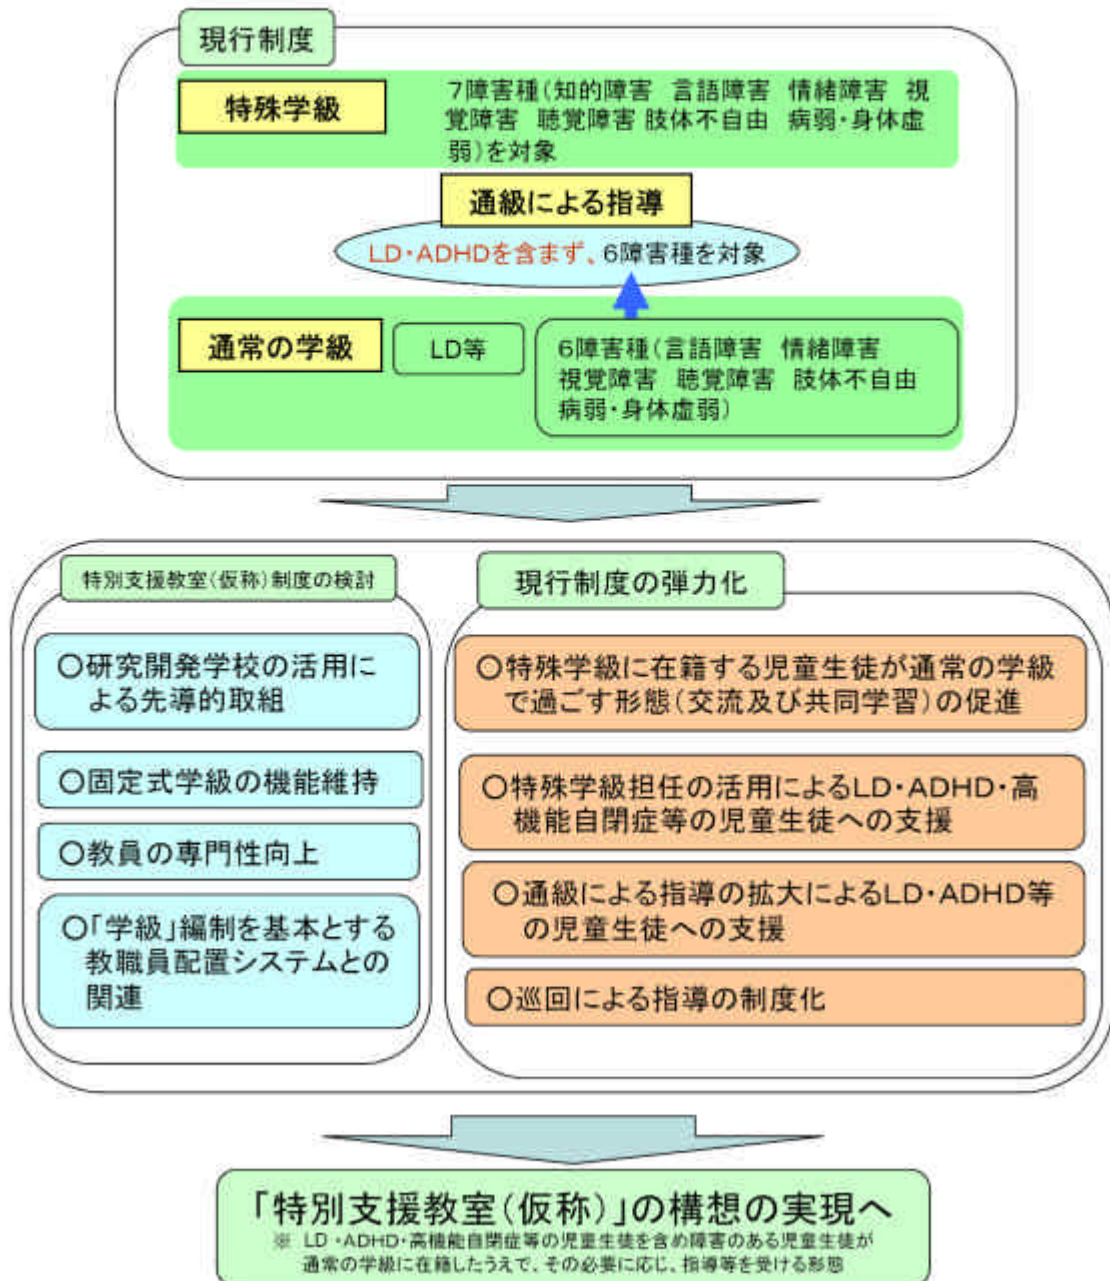 現行制度
特殊学級
7障害種(知的障害 言語障害 情緒障害 視
覚障害 聴覚障害 肢体不自由 病弱・身体虚
弱)を対象
通級による指導
LD・ADHDを含まず、6障害種を対象
通常の学級
LD等
6障害種(言語障害 情緒障害
視覚障害 聴覚障害 肢体不自由
病弱・身体虚弱)
特別支援教室(仮称)制度の検討
○研究開発学校の活用に
よる先導的取組
○固定式学級の機能維持
○教員の専門性向上
○「学級」編制を基本とする
教職員配置システムとの
関連
現行制度の弾力化
○特殊学級に在籍する児童生徒が通常の学級
で過ごす形態(交流及び共同学習)の促進
○特殊学級担任の活用によるLD・ADHD・高
機能自閉症等の児童生徒への支援
○通級による指導の拡大によるLD・ADHD等
の児童生徒への支援
○巡回による指導の制度化
「特別支援教室(仮称)」の構想の実現へ
※ LD・ADHD・高機能自閉症等の児童生徒を含め障害のある児童生徒が
通常の学級に在籍したうえで、その必要に応じ、指導等を受ける形態